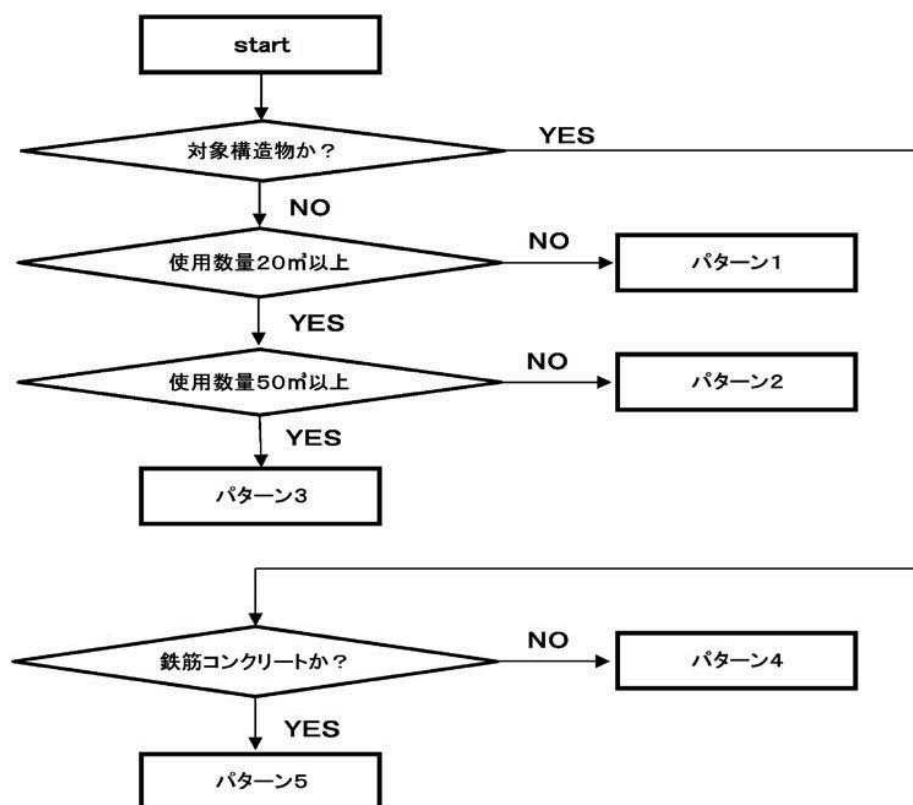 start
対象構造物か？
YES
NO
使用数量20㎥以上
NO
パターン1
YES
使用数量50㎥以上
NO
パターン2
YES
パターン3
鉄筋コンクリートか？
NO
パターン4
YES
パターン5